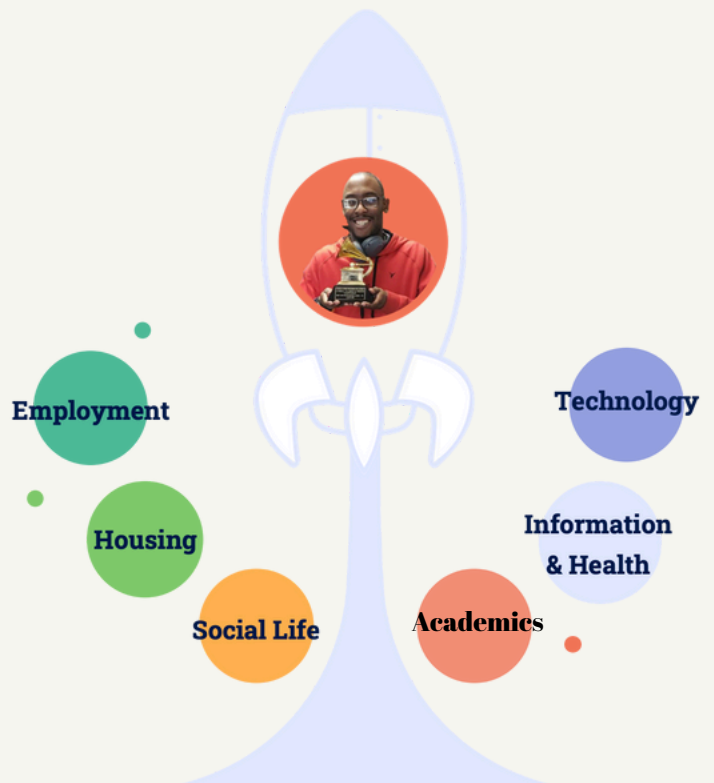 Employment
Technology
Housing
Information
& Health
Social Life
Academics